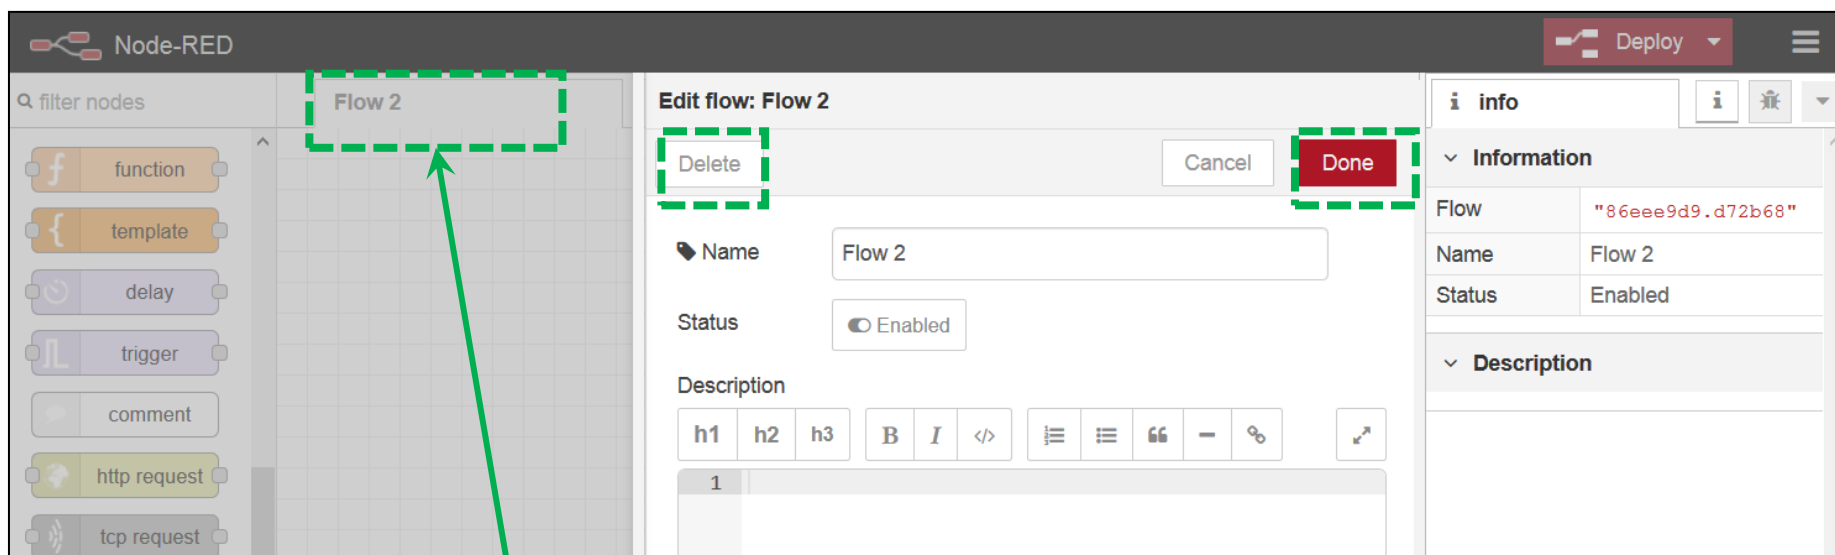 Node-RED
Deploy
filter nodes
Flow 2
function
template
delay
trigger
comment
http request
tcp request
Edit flow: Flow 2
Delete
Cancel
Done
Name
Flow 2
Status
Enabled
Description
h1 h2 h3 B I </>
1
i info
i
Information
Flow "86eee9d9.d72b68"
Name Flow 2
Status Enabled
Description